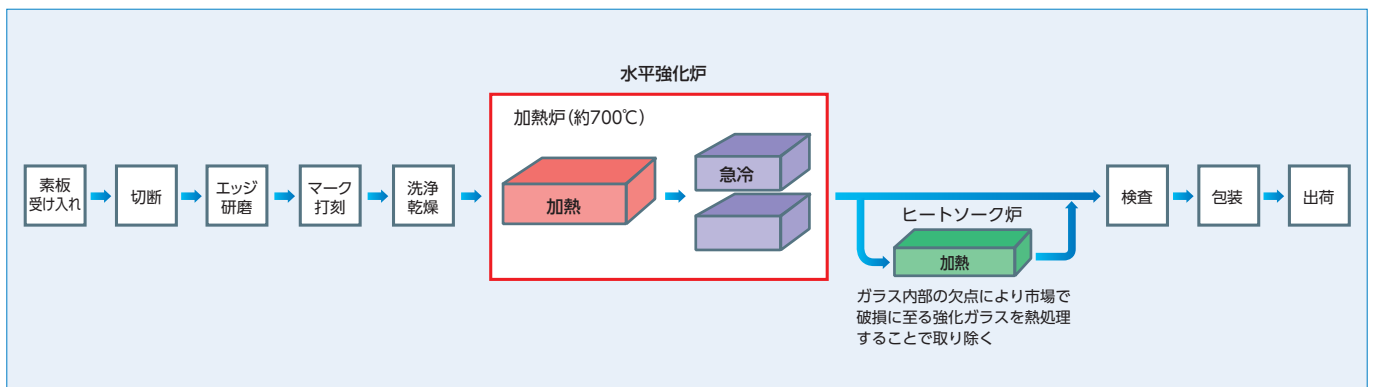 水平強化炉
加熱炉（約700℃）
素板
受け入れ
切断
エッジ
研磨
マーク
打刻
洗浄
乾燥
加熱
急冷
ヒートソーク炉
加熱
ガラス内部の欠点により市場で
破損に至る強化ガラスを熱処理
することで取り除く
検査
包装
出荷